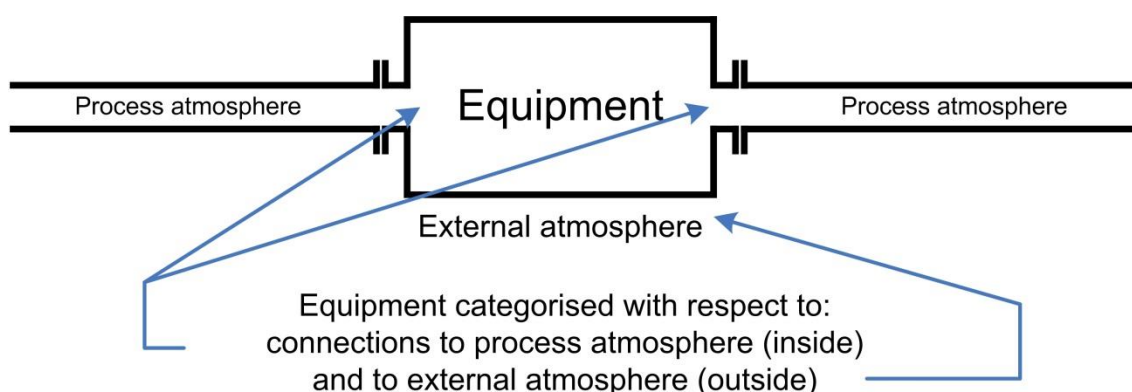 Process atmosphere
Equipment
Process atmosphere
External atmosphere
Equipment categorised with respect to:
connections to process atmosphere (inside)
and to external atmosphere (outside)